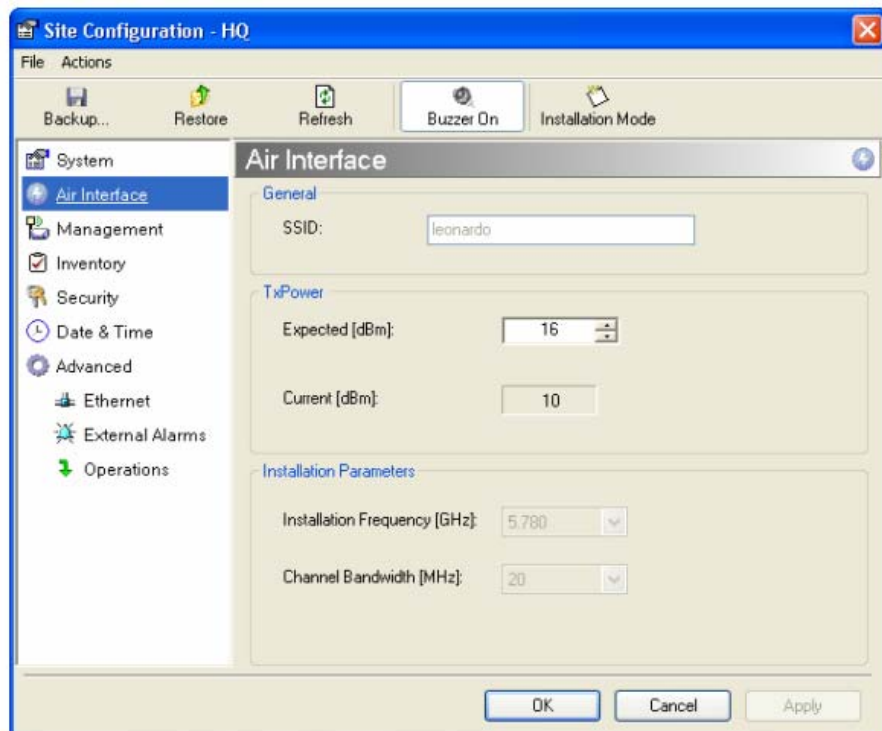 Site Configuration - HQ
File Actions
Backup... Restore Refresh Buzzer On Installation Mode
System
Air Interface
Management
Inventory
Security
Date & Time
Advanced
Ethernet
External Alarms
Operations
Air Interface
General
SSID: leonardo
TxPower
Expected [dBm]: 16
Current [dBm]: 10
Installation Parameters
Installation Frequency [GHz]: 5.780
Channel Bandwidth [MHz]: 20
OK Cancel Apply